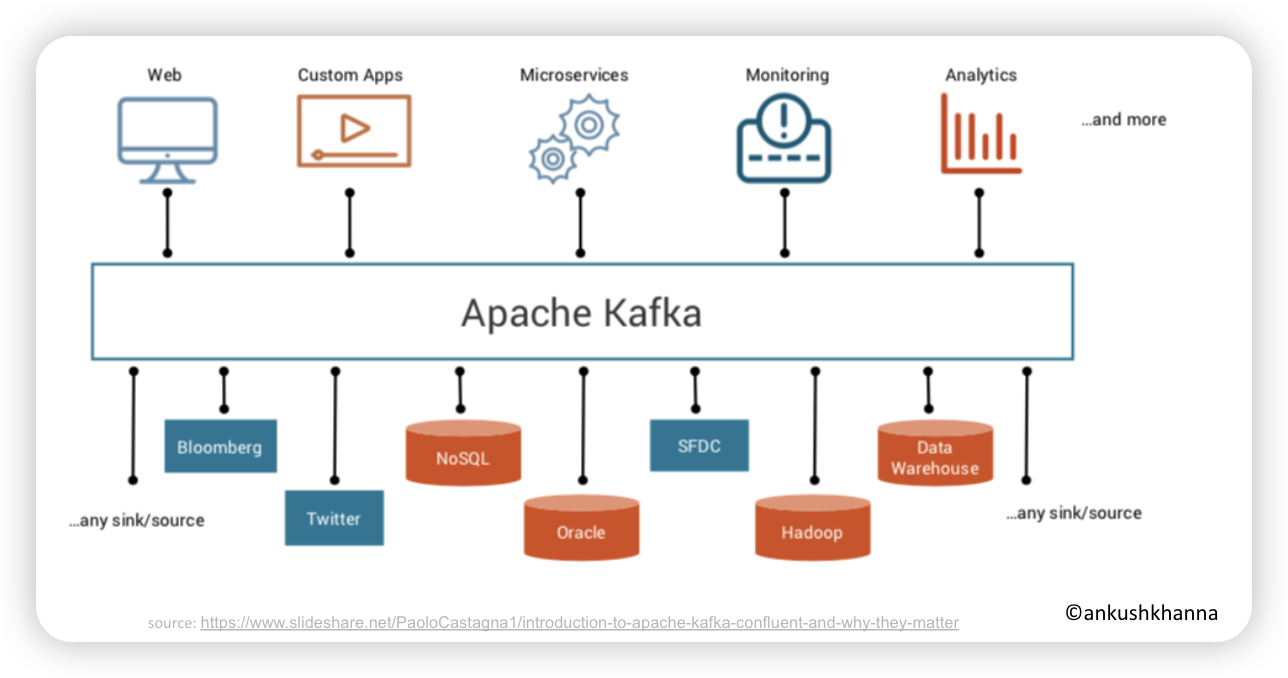 Web
Custom Apps
Microservices
Monitoring
Analytics
...and more
Apache Kafka
Bloomberg
NoSQL
SFDC
Data
Warehouse
...any sink/source
Twitter
Oracle
Hadoop
...any sink/source
source: https://www.slideshare.net/PaoloCastagna1/introduction-to-apache-kafka-confluent-and-why-they-matter
©ankushkhanna